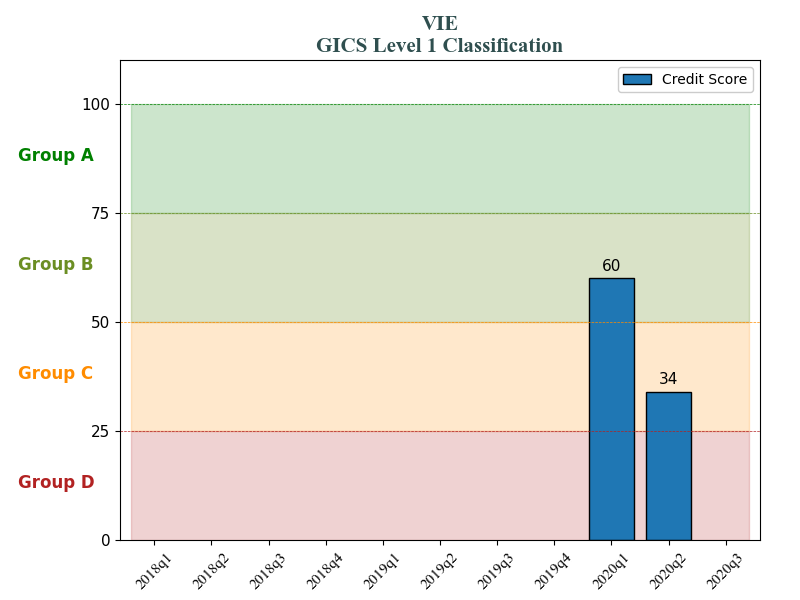 VIE
GICS Level 1 Classification
Credit Score
100
Group A
75
Group B
60
50
Group C
34
25
Group D
0
2018q1 2018q2 2018q3 2018q4 2019q1 2019q2 2019q3 2019q4 2020q1 2020q2 2020q3